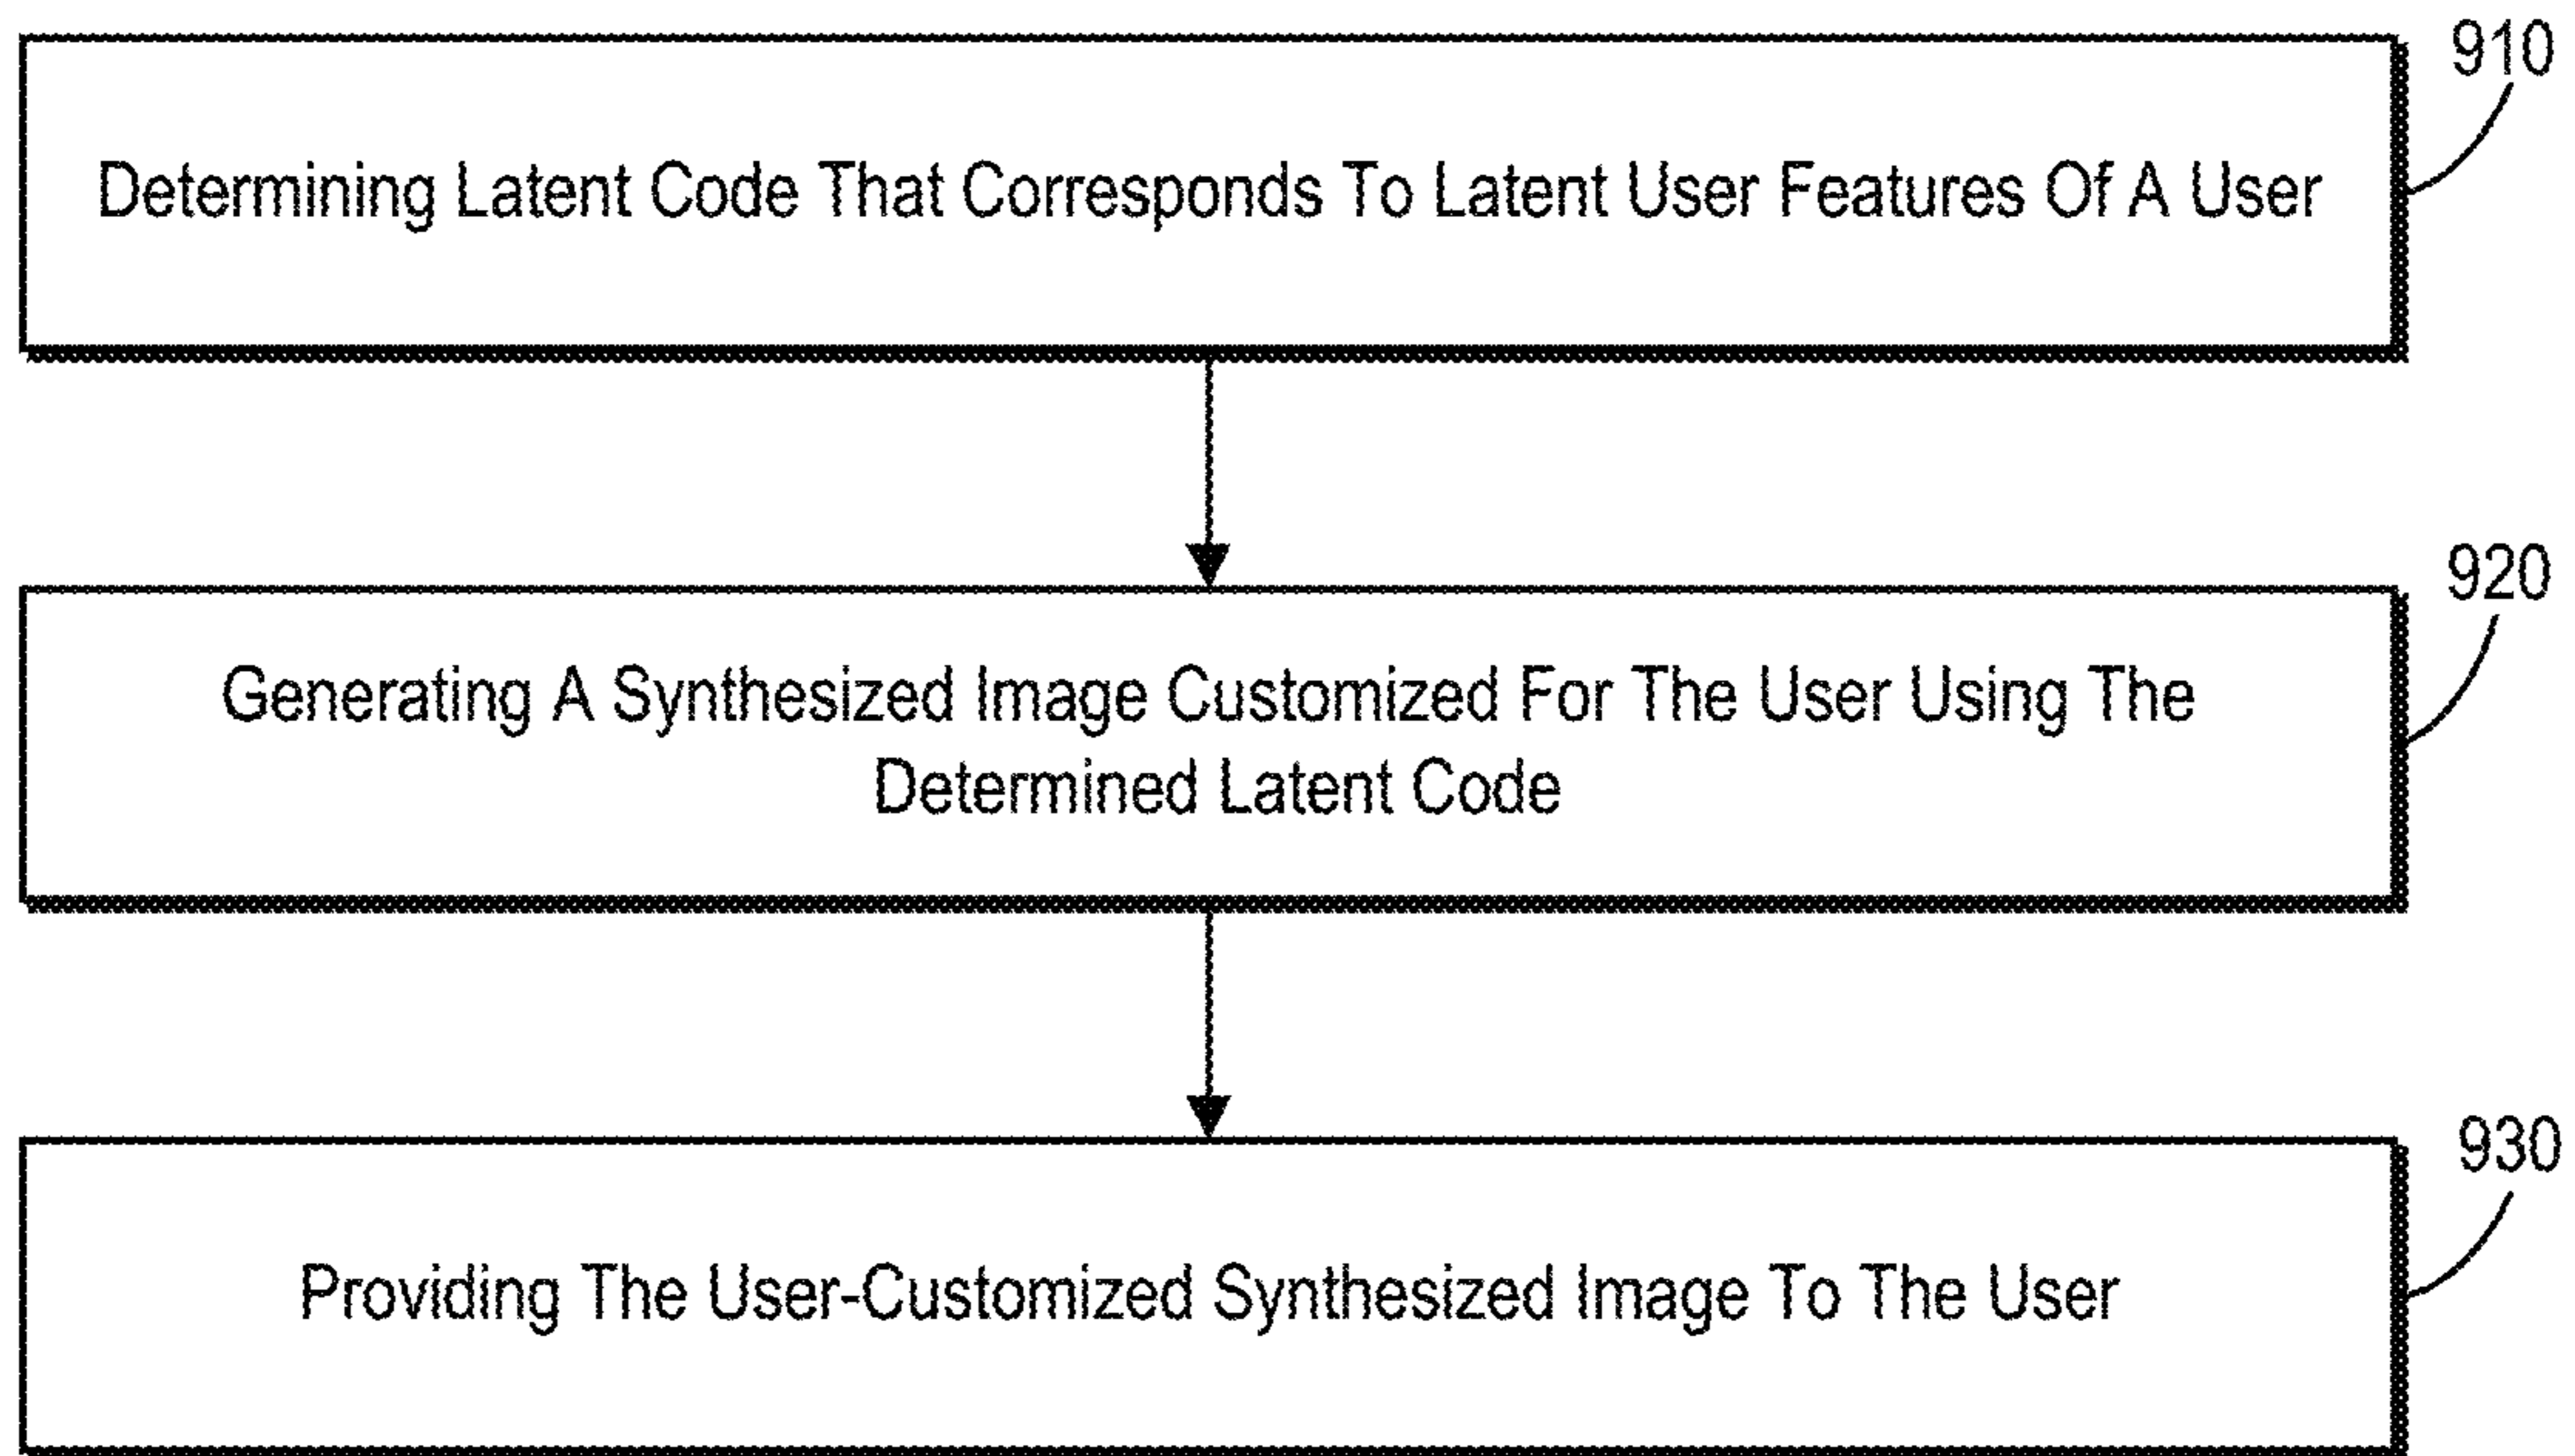 910
Determining Latent Code That Corresponds To Latent User Features Of A User
920
Generating A Synthesized Image Customized For The User Using The
Determined Latent Code
930
Providing The User-Customized Synthesized Image To The User